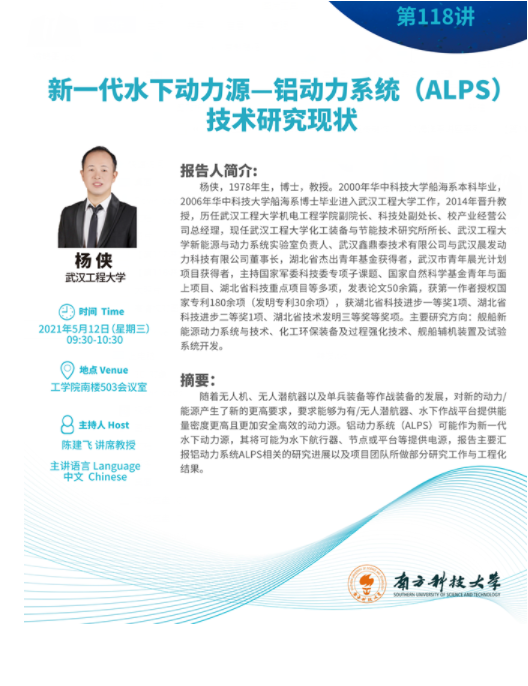 第118讲
新一代水下动力源—铝动力系统（ALPS）
技术研究现状
杨侠
武汉工程大学
时间 Time
2021年5月12日(星期三)
09:30-10:30
地点 Venue
工学院南楼503会议室
主持人 Host
陈建飞 讲席教授
主讲语言 Language
中文 Chinese
报告人简介:
杨侠，1978年生，博士，教授。2000年华中科技大学船海系本科毕业，
2006年华中科技大学船海系博士毕业进入武汉工程大学工作，2014年晋升教
授，历任武汉工程大学机电工程学院副院长、科技处副处长、校产业经营公
司总经理，现任武汉工程大学化工装备与节能技术研究所所长、武汉工程大
学新能源与动力系统实验室负责人、武汉鑫鼎泰技术有限公司与武汉晨发动
力科技有限公司董事长，湖北省杰出青年基金获得者，武汉市青年晨光计划
项目获得者，主持国家军委科技委专项子课题、国家自然科学基金青年与面
上项目、湖北省科技重点项目等多项，发表论文50余篇，获第一作者授权国
家专利180余项（发明专利30余项），获湖北省科技进步一等奖1项、湖北省
科技进步二等奖1项、湖北省技术发明三等奖等奖项。主要研究方向：舰船新
能源动力系统与技术、化工环保装备及过程强化技术、舰船辅机装置及试验
系统开发。
摘要:
随着无人机、无人潜航器以及单兵装备等作战装备的发展，对新的动力/
能源产生了新的更高要求，要求能够为有/无人潜航器、水下作战平台提供能
量密度更高且更加安全高效的动力源。铝动力系统（ALPS）可能作为新一代
水下动力源，其将可能为水下航行器、节点或平台等提供电源，报告主要汇
报铝动力系统ALPS相关的研究进展以及项目团队所做部分研究工作与工程化
结果。
南方科技大学
SOUTHERN UNIVERSITY OF SCIENCE AND TECHNOLOGY